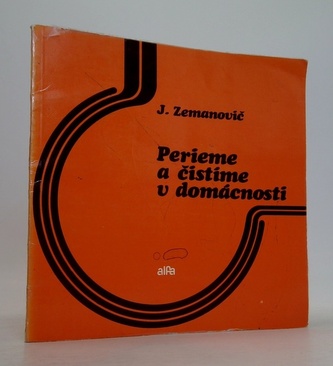 J. Zemanovič
Perieme
a čistíme
v domácnosti
alfa